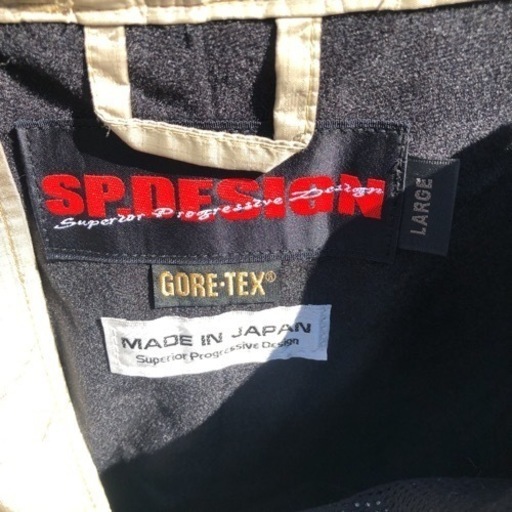 SP.DESIGN
Superior Progressive Design
LARGE
GORE-TEX®
MADE IN JAPAN
Superior Progressive Design